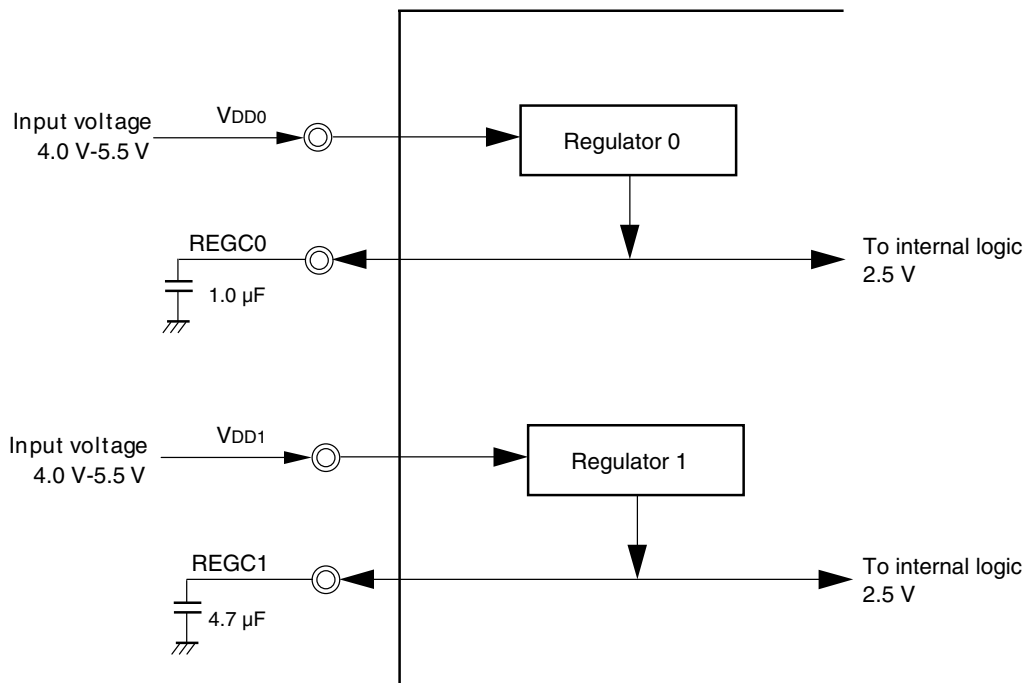 VDD0
Input voltage
4.0 V-5.5 V
Regulator 0
REGC0
To internal logic
2.5 V
1.0 µF
VDD1
Input voltage
4.0 V-5.5 V
Regulator 1
REGC1
To internal logic
2.5 V
4.7 µF